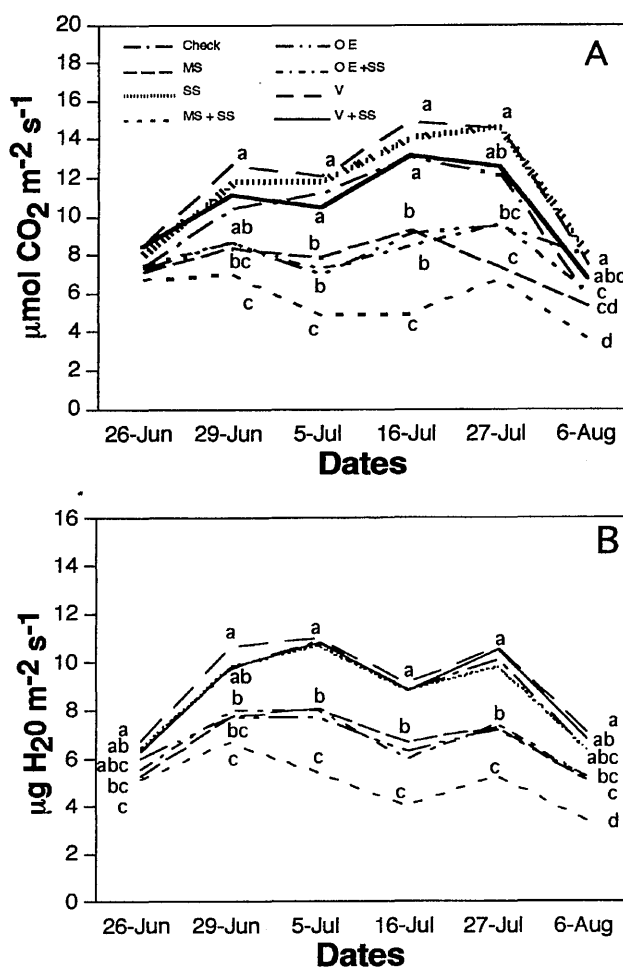 A
20
18
16
14
12
10
8
6
4
2
0
µmol CO2 m-2 s-1
Check
MS
SS
MS + SS
O E
O E +SS
V
V + SS
a
a
a
a
ab
a
a
ab
b
b
bc
bc
b
b
c
c
c
c
a
abc
c
cd
d
26-Jun 29-Jun 5-Jul 16-Jul 27-Jul 6-Aug
Dates
B
16
14
12
10
8
6
4
2
0
µg H20 m-2 s-1
a
a
a
a
ab
b
b
b
b
bc
c
c
c
c
a
ab
abc
bc
c
a
ab
abc
bc
c
d
26-Jun 29-Jun 5-Jul 16-Jul 27-Jul 6-Aug
Dates